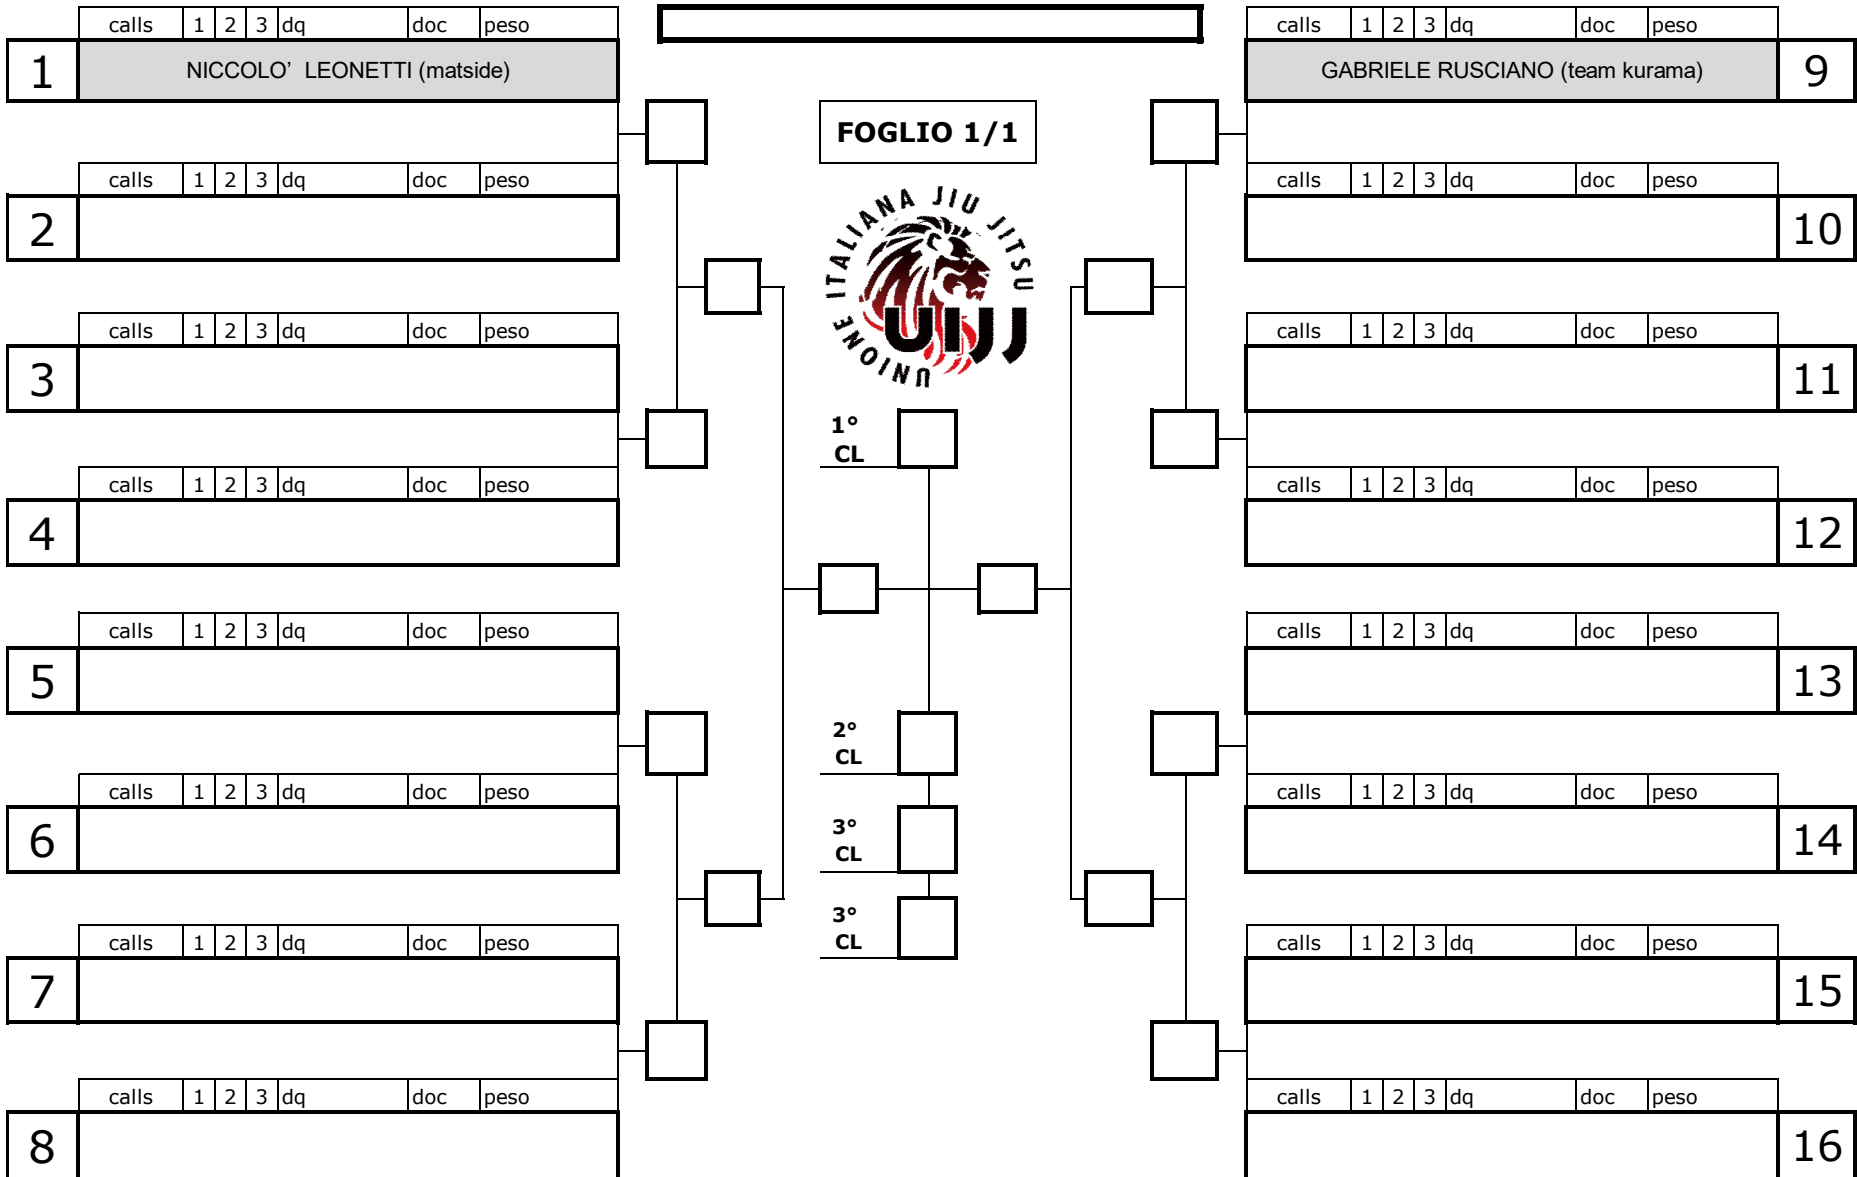 calls 1 2 3 dq doc peso
1 NICCOLO’ LEONETTI (matside)
calls 1 2 3 dq doc peso
2
calls 1 2 3 dq doc peso
3
calls 1 2 3 dq doc peso
4
calls 1 2 3 dq doc peso
5
calls 1 2 3 dq doc peso
6
calls 1 2 3 dq doc peso
7
calls 1 2 3 dq doc peso
8
FOGLIO 1/1
UNIONE ITALIANA JIU JITSU
UIJJ
1°
CL
2°
CL
3°
CL
3°
CL
calls 1 2 3 dq doc peso
GABRIELE RUSCIANO (team kurama) 9
calls 1 2 3 dq doc peso
10
calls 1 2 3 dq doc peso
11
calls 1 2 3 dq doc peso
12
calls 1 2 3 dq doc peso
13
calls 1 2 3 dq doc peso
14
calls 1 2 3 dq doc peso
15
calls 1 2 3 dq doc peso
16